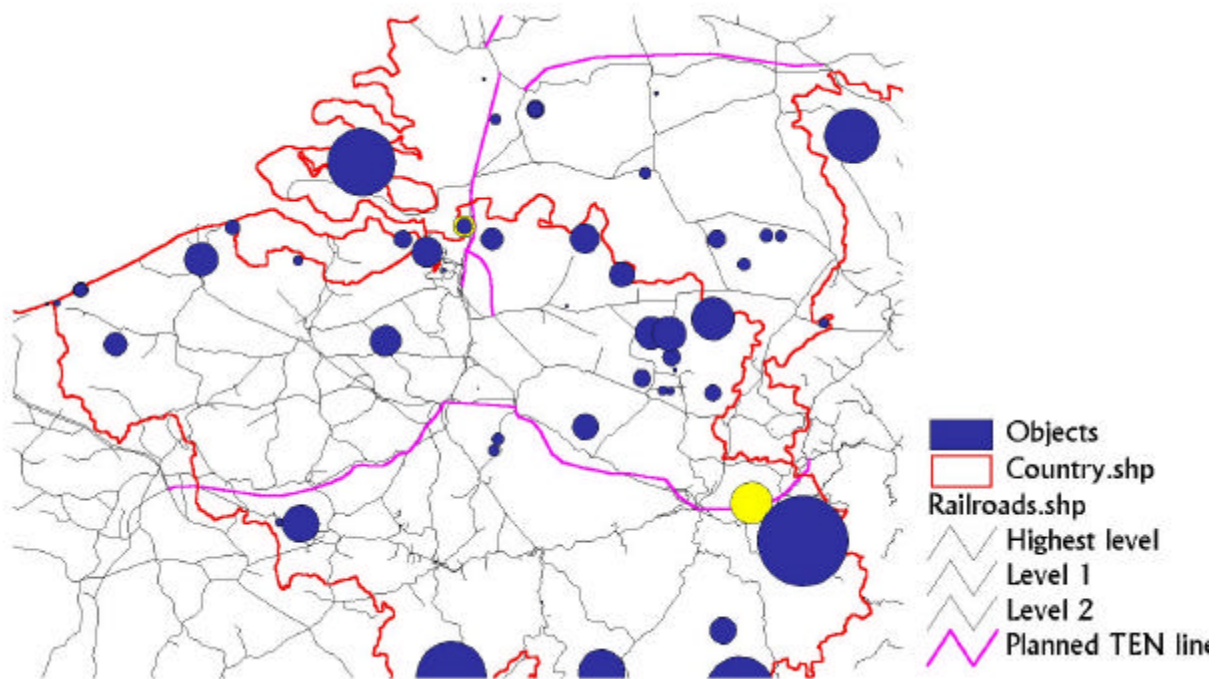 Objects
Country.shp
Railroads.shp
Highest level
Level 1
Level 2
Planned TEN line